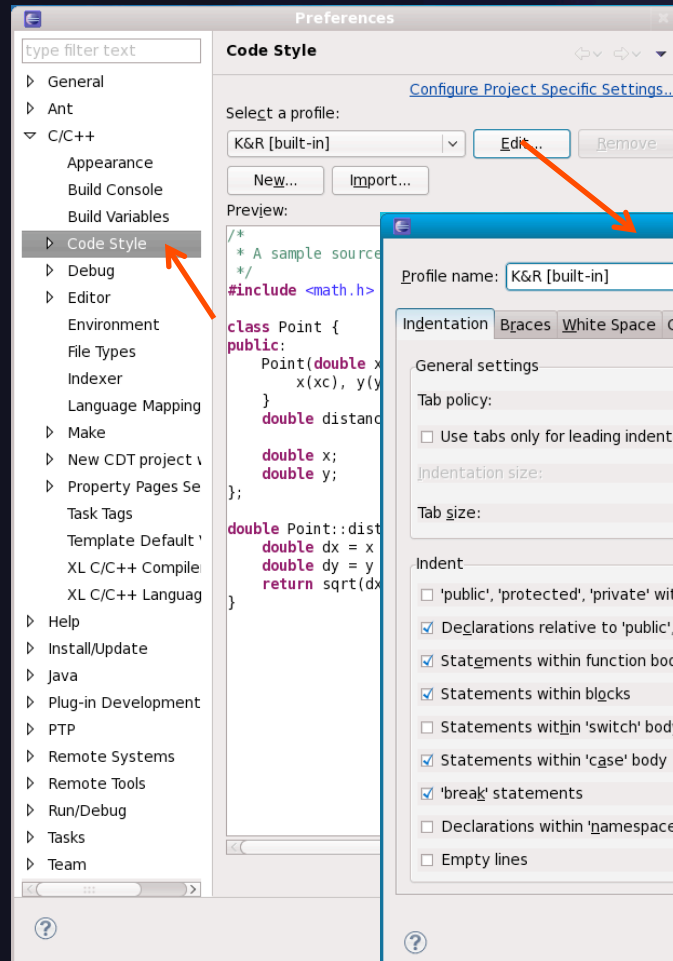 Preferences
type filter text
General
Ant
C/C++
Appearance
Build Console
Build Variables
Code Style
Debug
Editor
Environment
File Types
Indexer
Language Mapping
Make
New CDT project
Property Pages Se
Task Tags
Template Default
XL C/C++ Compile
XL C/C++ Languag
Help
Install/Update
Java
Plug-in Development
PTP
Remote Systems
Remote Tools
Run/Debug
Tasks
Team
Code Style
Configure Project Specific Settings...
Select a profile:
K&R [built-in]
Edit...
Remove
New...
Import...
Preview:
/*
* A sample source
*/
#include <math.h>
class Point {
public:
Point(double x
x(xc), y(y
}
double distanc
double x;
double y;
};
double Point::dist
double dx = x
double dy = y
return sqrt(dx
}
Profile name:
K&R [built-in]
Indentation
Braces
White Space
General settings
Tab policy:
Use tabs only for leading indent
Indentation size:
Tab size:
Indent
'public', 'protected', 'private' wit
Declarations relative to 'public',
Statements within function bod
Statements within blocks
Statements within 'switch' body
Statements within 'case' body
'break' statements
Declarations within 'namespace
Empty lines